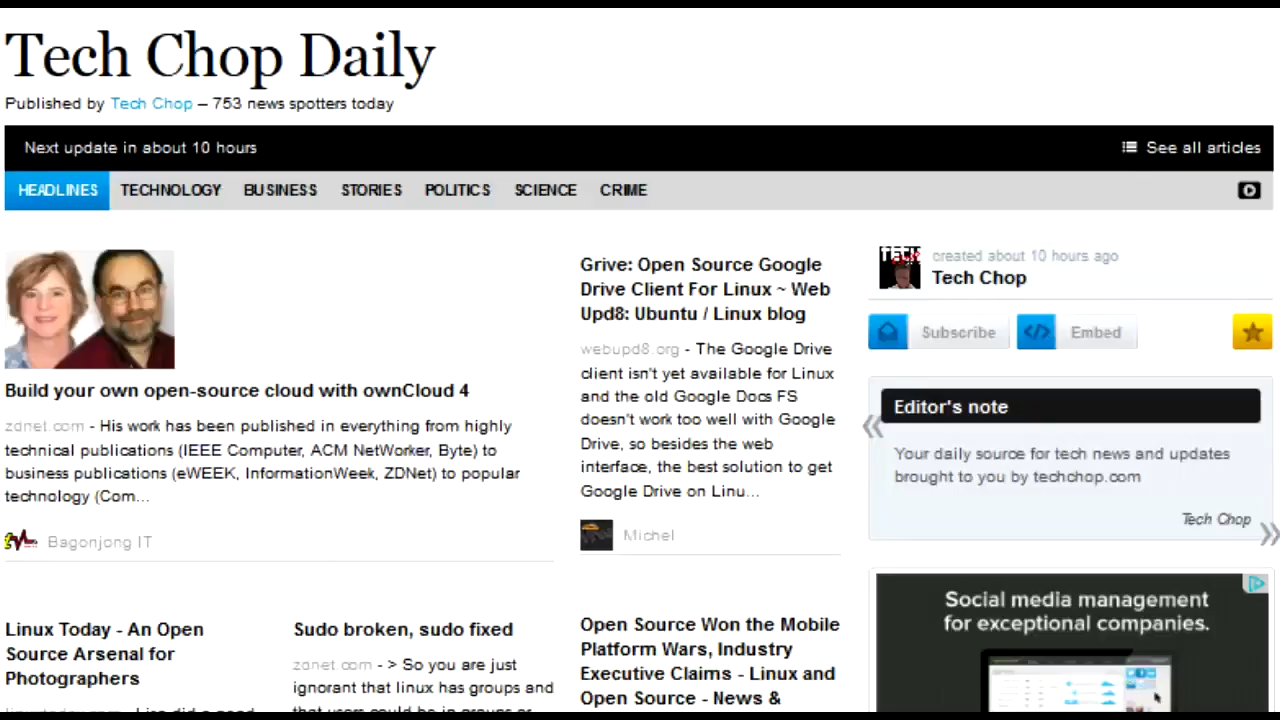 Tech Chop Daily
Published by Tech Chop – 753 news spotters today
Next update in about 10 hours
See all articles
HEADLINES TECHNOLOGY BUSINESS STORIES POLITICS SCIENCE CRIME
Build your own open-source cloud with ownCloud 4
zdnet.com - His work has been published in everything from highly
technical publications (IEEE Computer, ACM NetWorker, Byte) to
business publications (eWEEK, InformationWeek, ZDNet) to popular
technology (Com...
Bagonjong IT
Grive: Open Source Google
Drive Client For Linux ~ Web
Upd8: Ubuntu / Linux blog
webupd8.org - The Google Drive
client isn't yet available for Linux
and the old Google Docs FS
doesn't work too well with Google
Drive, so besides the web
interface, the best solution to get
Google Drive on Linu...
Michel
created about 10 hours ago
Tech Chop
Subscribe
Embed
Editor's note
Your daily source for tech news and updates
brought to you by techchop.com
Tech Chop
Social media management
for exceptional companies.
Linux Today - An Open
Source Arsenal for
Photographers
Sudo broken, sudo fixed
zdnet.com - > So you are just
ignorant that linux has groups and
that users could be in groups or
Open Source Won the Mobile
Platform Wars, Industry
Executive Claims - Linux and
Open Source - News &